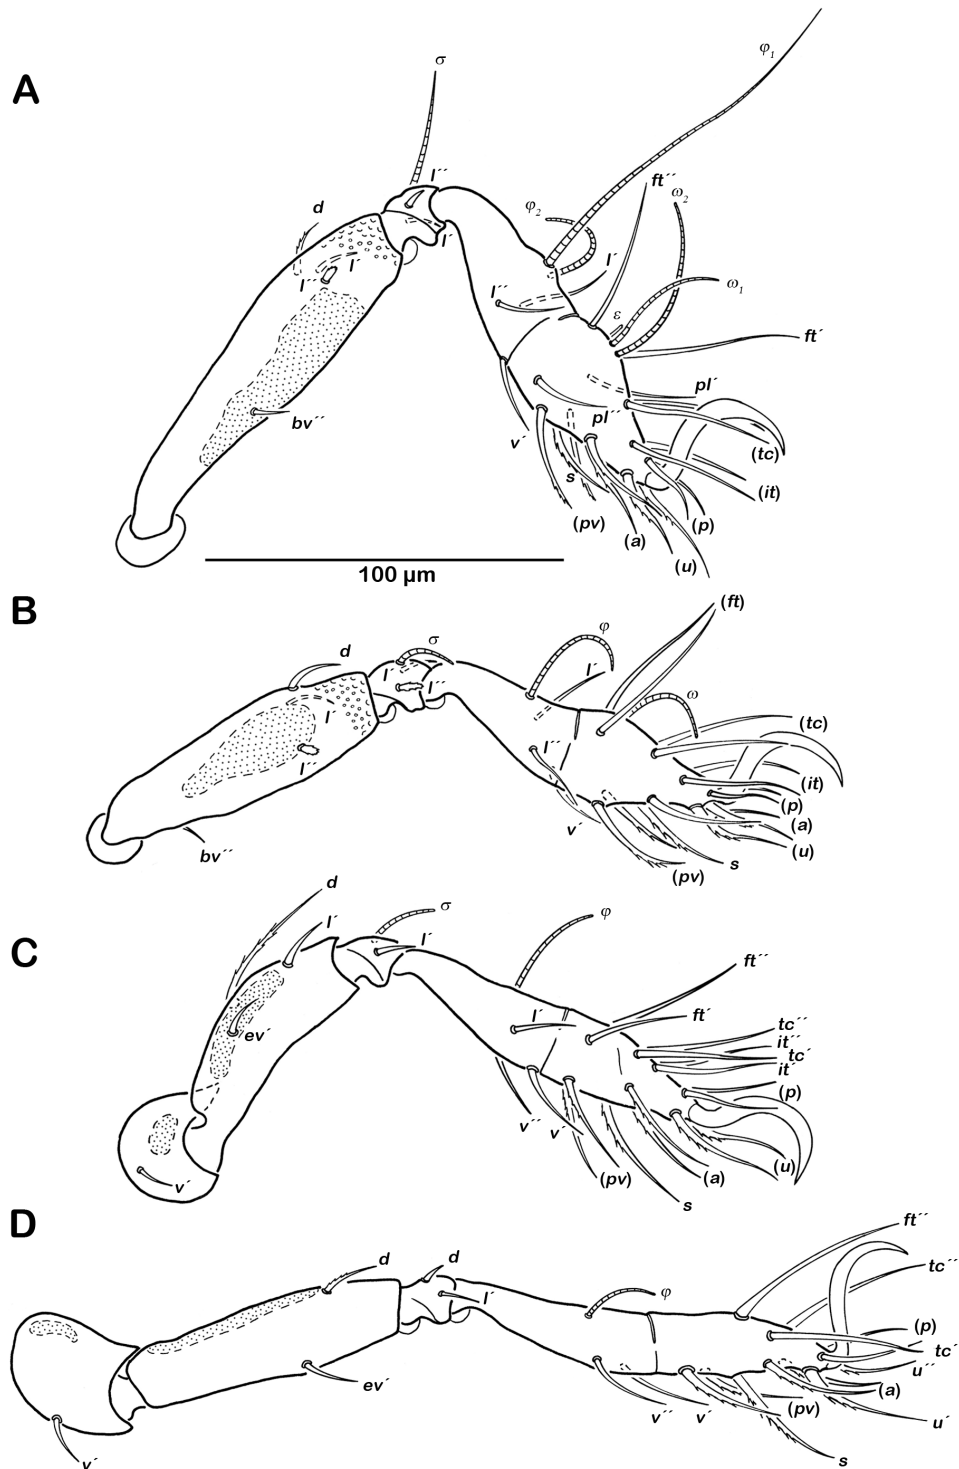 A
σ
φ1
l´´
ft´´
d
φ2
ω2
l´
l´
l´
l´´
l´´
ω1
ε
ft´
pl´
bv´´
pl´´
v´
(tc)
s
(it)
(pv)
(p)
(a)
(u)
100 µm
B
(ft)
φ
d
σ
l´
l´
l´´
ω
l´
(tc)
l´´
l´´
(it)
(p)
v´
(a)
bv´´
(u)
s
(pv)
C
d
σ
φ
l´
l´
ft´´
l´
ft´
tc´´
ev´
it´´
tc´
it´
(p)
v´´
v´
(u)
(pv)
(a)
v´
s
D
ft´´
d
d
tc´´
φ
l´
(p)
tc´
u´´
ev´
(a)
v´´
v´
(pv)
u´
s
v´